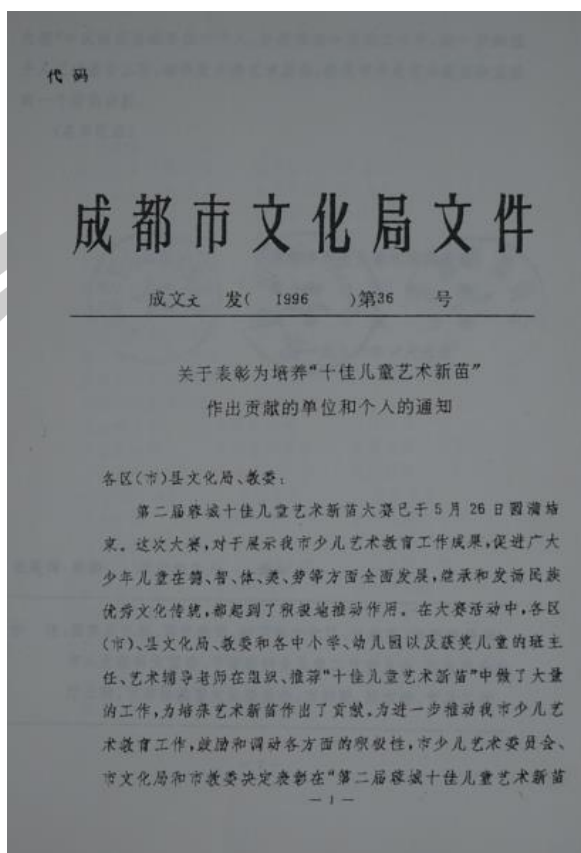 代码
成都市文化局文件
成文文 发( 1996 )第36 号
关于表彰为培养“十佳儿童艺术新苗”
作出贡献的单位和个人的通知
各区(市)县文化局、教委:
第二届蓉城十佳儿童艺术新苗大赛已于5月26日圆满结
束。这次大赛,对于展示我市少儿艺术教育工作成果,促进广大
少年儿童在德、智、体、美、劳等方面全面发展,继承和发扬民族
优秀文化传统,都起到了积极地推动作用。在大赛活动中,各区
(市)、县文化局、教委和各中小学、幼儿园以及获奖儿童的班主
任、艺术辅导老师在组织、推荐“十佳儿童艺术新苗”中做了大量
的工作,为培养艺术新苗作出了贡献。为进一步推动我市少儿艺
术教育工作,鼓励和调动各方面的积极性,市少儿艺术委员会、
市文化局和市教委决定表彰在“第二届蓉城十佳儿童艺术新苗
— 1 —